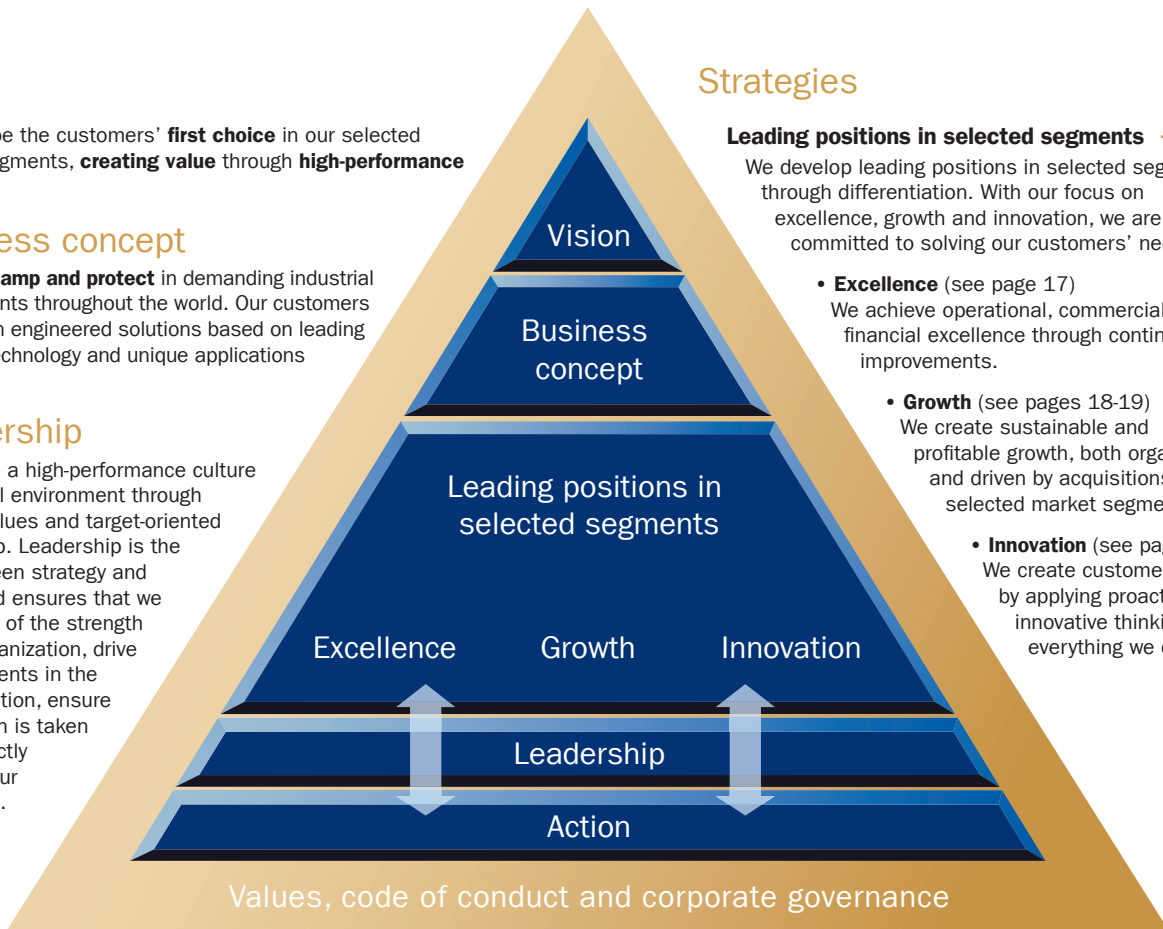 be the customers' first choice in our selected
gments, creating value through high-performance
ess concept
amp and protect in demanding industrial
nts throughout the world. Our customers
n engineered solutions based on leading
echnology and unique applications
ership
a high-performance culture
l environment through
lues and target-oriented
p. Leadership is the
een strategy and
d ensures that we
of the strength
anization, drive
ents in the
tion, ensure
n is taken
ctly
ur
.
Vision
Business
concept
Leading positions in
selected segments
Excellence Growth Innovation
Leadership
Action
Values, code of conduct and corporate governance
Strategies
Leading positions in selected segments
We develop leading positions in selected seg
through differentiation. With our focus on
excellence, growth and innovation, we are
committed to solving our customers' ne
• Excellence (see page 17)
We achieve operational, commercial
financial excellence through contin
improvements.
• Growth (see pages 18-19)
We create sustainable and
profitable growth, both orga
and driven by acquisitions
selected market segme
• Innovation (see pag
We create custome
by applying proact
innovative thinki
everything we